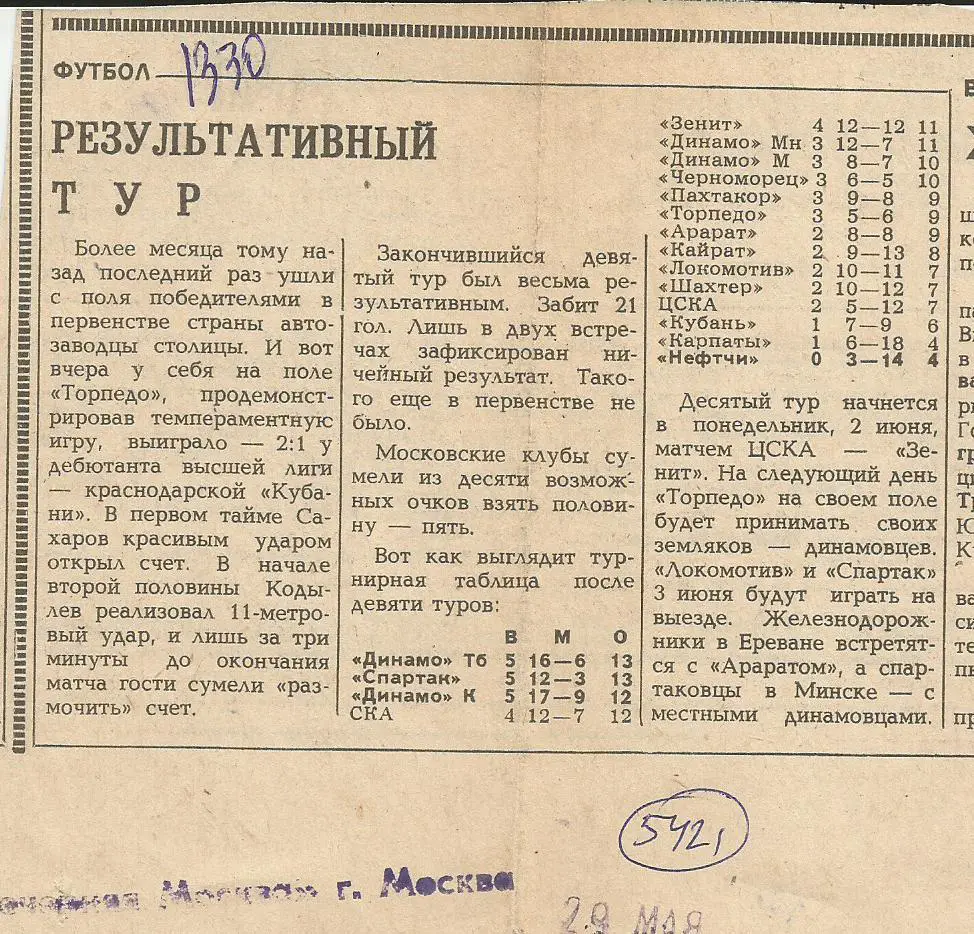 ФУТБОЛ
1330
РЕЗУЛЬТАТИВНЫЙ
ТУР
Более месяца тому на-
зад последний раз ушли
с поля победителями в
первенстве страны авто-
заводцы столицы. И вот
вчера у себя на поле
«Торпедо», продемонст-
рировав темпераментную
игру, выиграло — 2:1 у
дебютанта высшей лиги
— краснодарской «Куба-
ни». В первом тайме Са-
харов красивым ударом
открыл счет. В начале
второй половины Коды-
лев реализовал 11-метро-
вый удар, и лишь за три
минуты до окончания
матча гости сумели «раз-
мочить» счет.
Закончившийся девя-
тый тур был весьма ре-
зультативным. Забит 21
гол. Лишь в двух встре-
чах зафиксирован ни-
чейный результат. Тако-
го еще в первенстве не
было.
Московские клубы су-
мели из десяти возмож-
ных очков взять полови-
ну — пять.
Вот как выглядит тур-
нирная таблица после
девяти туров:
В М О
«Динамо» Тб 5 16—6 13
«Спартак» 5 12—3 13
«Динамо» К 5 17—9 12
СКА 4 12—7 12
«Зенит» 4 12—12 11
«Динамо» Мн 3 12—7 11
«Динамо» М 3 8—7 10
«Черноморец» 3 6—5 10
«Пахтакор» 3 9—8 9
«Торпедо» 3 5—6 9
«Арарат» 2 8—8 9
«Кайрат» 2 9—13 8
«Локомотив» 2 10—11 7
«Шахтер» 2 10—12 7
ЦСКА 2 5—12 7
«Кубань» 1 7—9 6
«Карпаты» 1 6—18 4
«Нефтчи» 0 3—14 4
Десятый тур начнется
в понедельник, 2 июня,
матчем ЦСКА — «Зе-
нит». На следующий день
«Торпедо» на своем поле
будет принимать своих
земляков — динамовцев.
«Локомотив» и «Спартак»
3 июня будут играть на
выезде. Железнодорож-
ники в Ереване встретят-
ся с «Араратом», а спар-
таковцы в Минске — с
местными динамовцами.
542
Москва» г. Москва
29 МАЯ